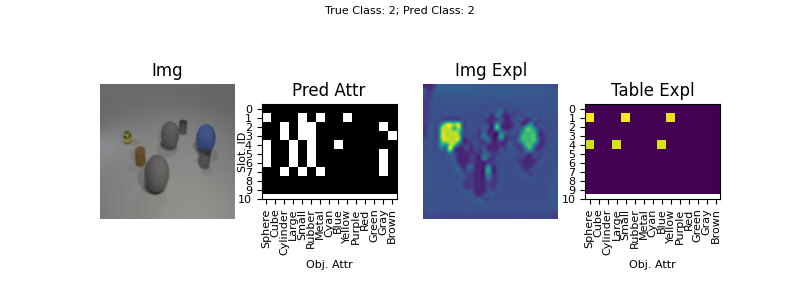 True Class: 2; Pred Class: 2
Img
Pred Attr
Img Expl
Table Expl
Slot. ID
0
1
2
3
4
5
6
7
8
9
10
Sphere
Cube
Cylinder
Large
Small
Rubber
Metal
Cyan
Blue
Yellow
Purple
Red
Green
Gray
Brown
Obj. Attr
0
1
2
3
4
5
6
7
8
9
10
Sphere
Cube
Cylinder
Large
Small
Rubber
Metal
Cyan
Blue
Yellow
Purple
Red
Green
Gray
Brown
Obj. Attr